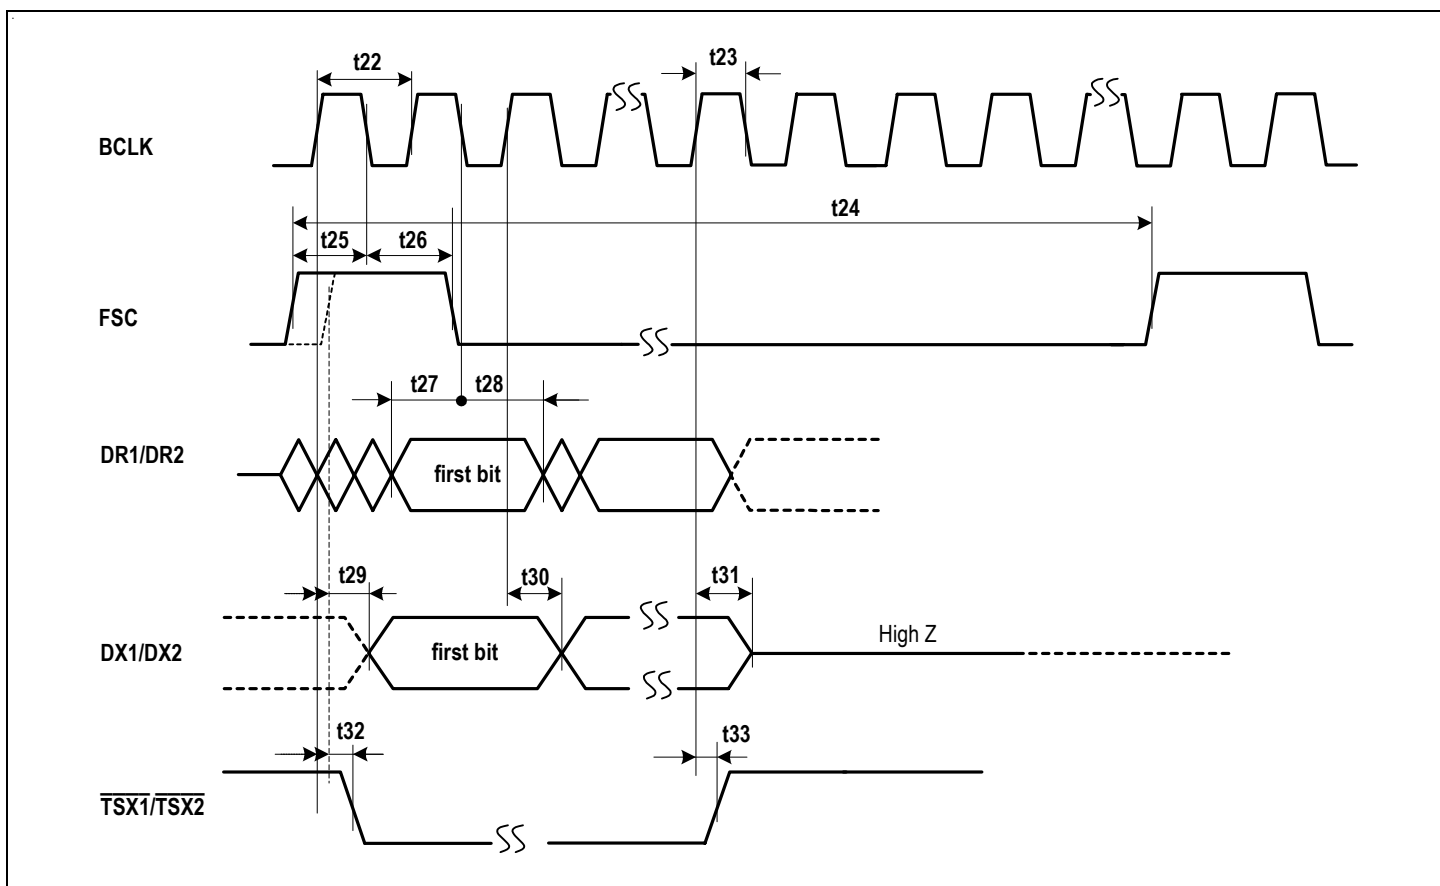 t22
t23
BCLK
t24
t25
t26
FSC
t27
t28
DR1/DR2
first bit
t29
t30
t31
DX1/DX2
first bit
High Z
t32
t33
TSX1/TSX2